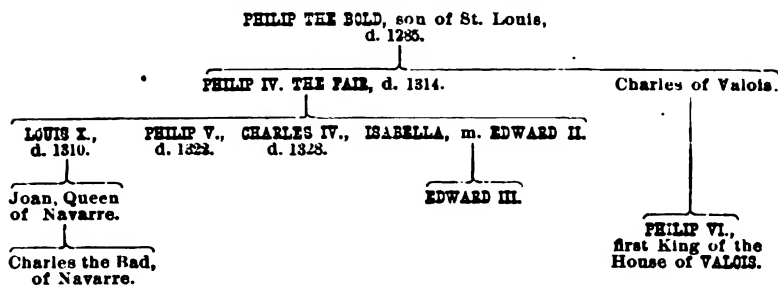 PHILIP THE BOLD, son of St. Louis,
d. 1285.
PHILIP IV. THE FAIR, d. 1314.
Charles of Valois.
LOUIS X., PHILIP V., CHARLES IV., ISABELLA, m. EDWARD II.
d. 1310. d. 1322. d. 1328.
Joan, Queen
of Navarre.
EDWARD III.
Charles the Bad,
of Navarre.
PHILIP VI.,
first King of the
House of VALOIS.